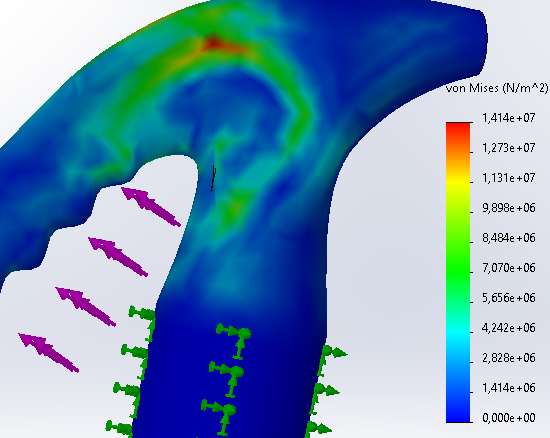 von Mises (N/m^2)
1,414e+07
1,273e+07
1,131e+07
9,898e+06
8,484e+06
7,070e+06
5,656e+06
4,242e+06
2,828e+06
1,414e+06
0,000e+00